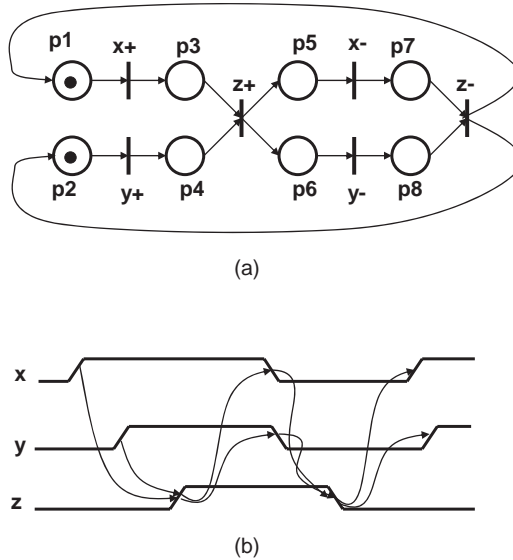 p1 x+ p3 p5 x- p7
z+ z-
p2 y+ p4 p6 y- p8
(a)
x
y
z
(b)